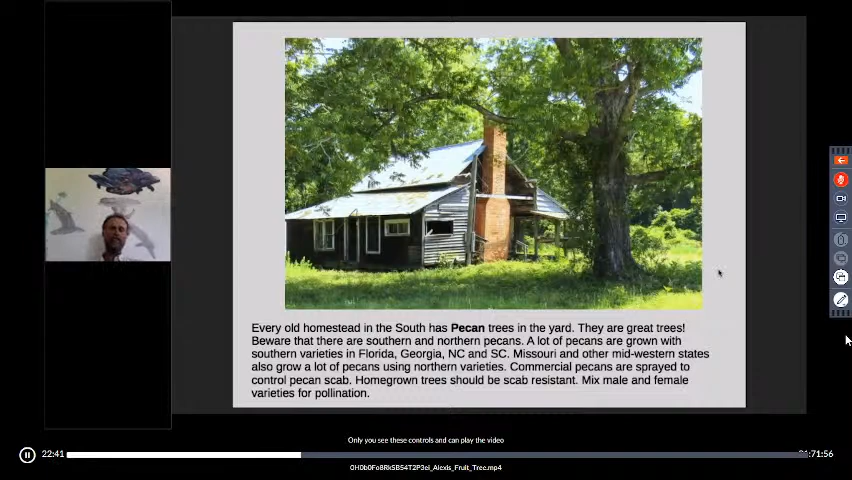 Every old homestead in the South has Pecan trees in the yard. They are great trees!
Beware that there are southern and northern pecans. A lot of pecans are grown with
southern varieties in Florida, Georgia, NC and SC. Missouri and other mid-western states
also grow a lot of pecans using northern varieties. Commercial pecans are sprayed to
control pecan scab. Homegrown trees should be scab resistant. Mix male and female
varieties for pollination.
Only you see these controls and can play the video
22:41